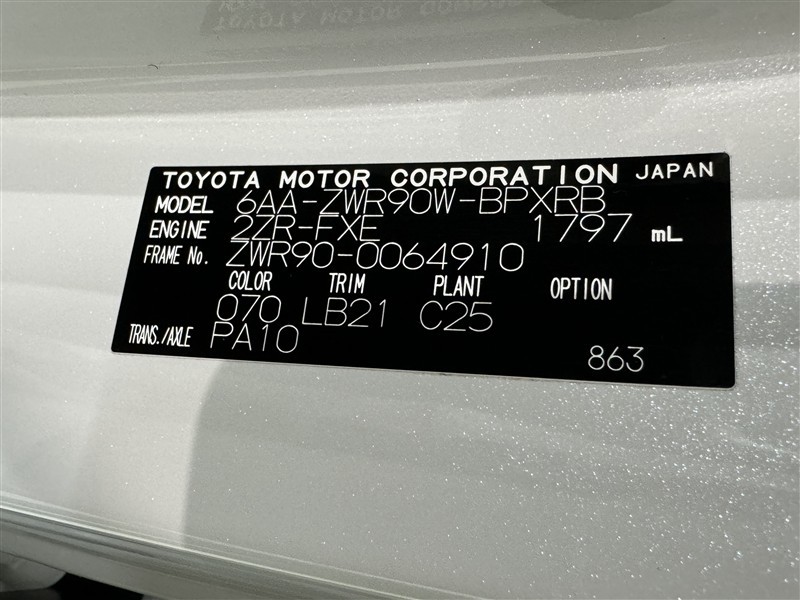 TOYOTA MOTOR CORPORATION JAPAN
MODEL 6AA-ZWR90W-BPXRB
ENGINE 2ZR-FXE 1797 mL
FRAME No. ZWR90-0064910
COLOR TRIM PLANT OPTION
070 LB21 C25
TRANS./AXLE PA10
863